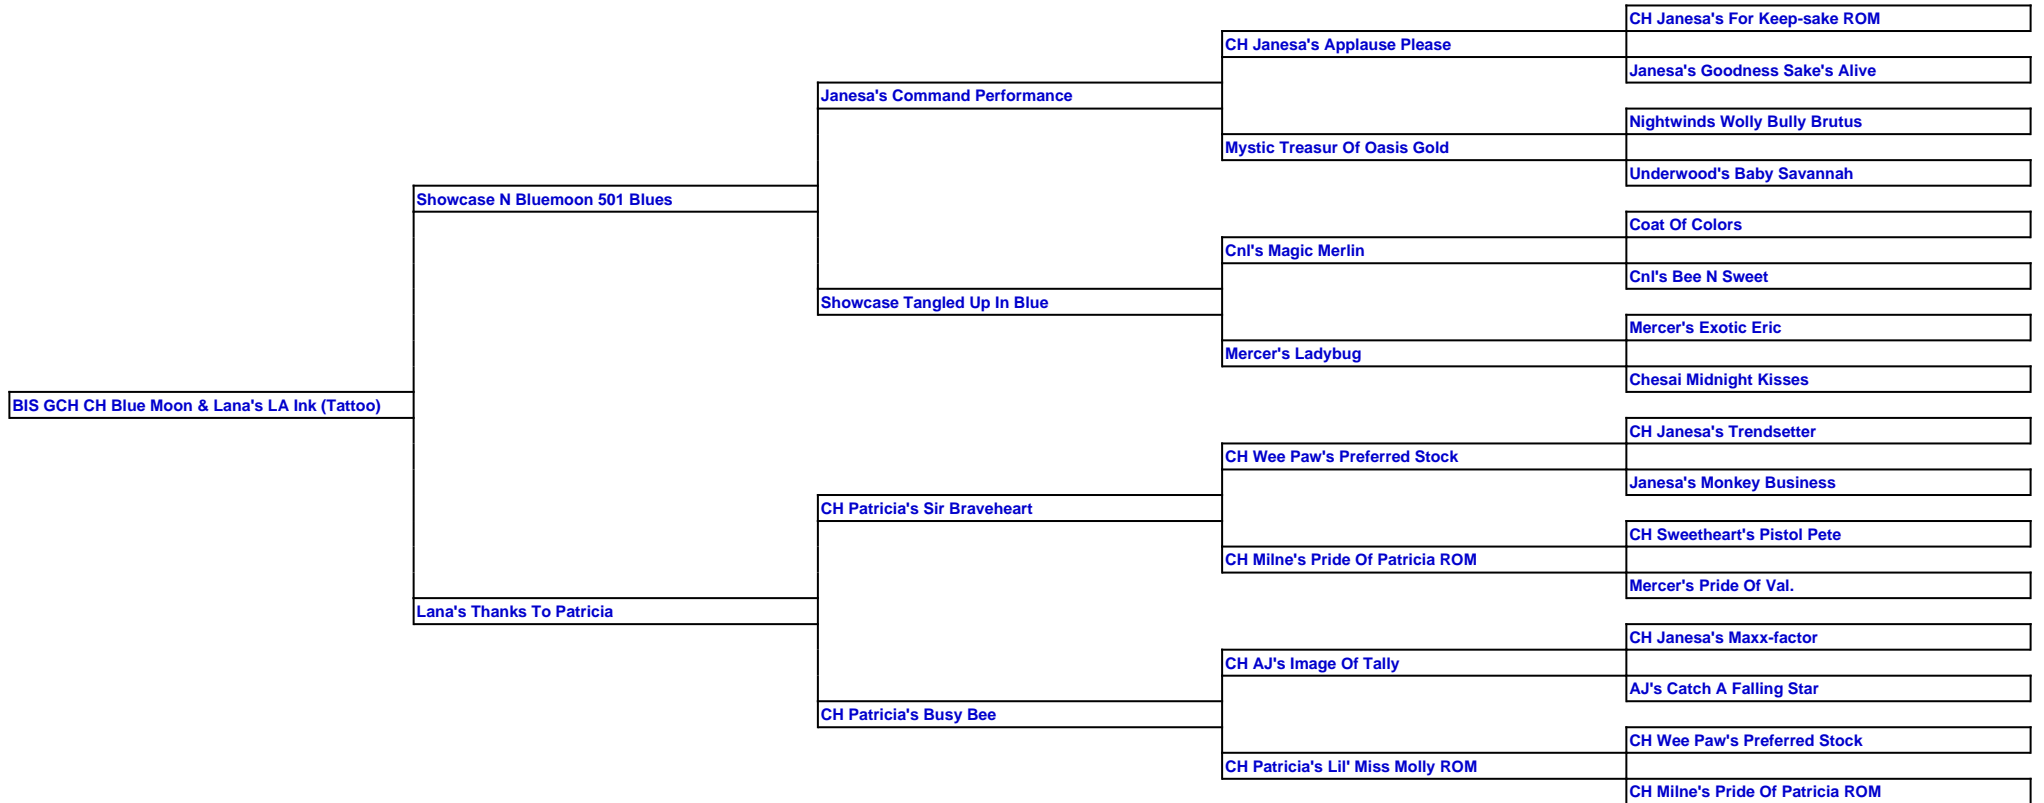 CH Janesa's For Keep-sake ROM
CH Janesa's Applause Please
Janesa's Goodness Sake's Alive
Janesa's Command Performance
Nightwinds Wolly Bully Brutus
Mystic Treasur Of Oasis Gold
Underwood's Baby Savannah
Showcase N Bluemoon 501 Blues
Coat Of Colors
Cnl's Magic Merlin
Cnl's Bee N Sweet
Showcase Tangled Up In Blue
Mercer's Exotic Eric
Mercer's Ladybug
Chesai Midnight Kisses
BIS GCH CH Blue Moon & Lana's LA Ink (Tattoo)
CH Janesa's Trendsetter
CH Wee Paw's Preferred Stock
Janesa's Monkey Business
CH Patricia's Sir Braveheart
CH Sweetheart's Pistol Pete
CH Milne's Pride Of Patricia ROM
Mercer's Pride Of Val.
Lana's Thanks To Patricia
CH Janesa's Maxx-factor
CH AJ's Image Of Tally
AJ's Catch A Falling Star
CH Patricia's Busy Bee
CH Wee Paw's Preferred Stock
CH Patricia's Lil' Miss Molly ROM
CH Milne's Pride Of Patricia ROM